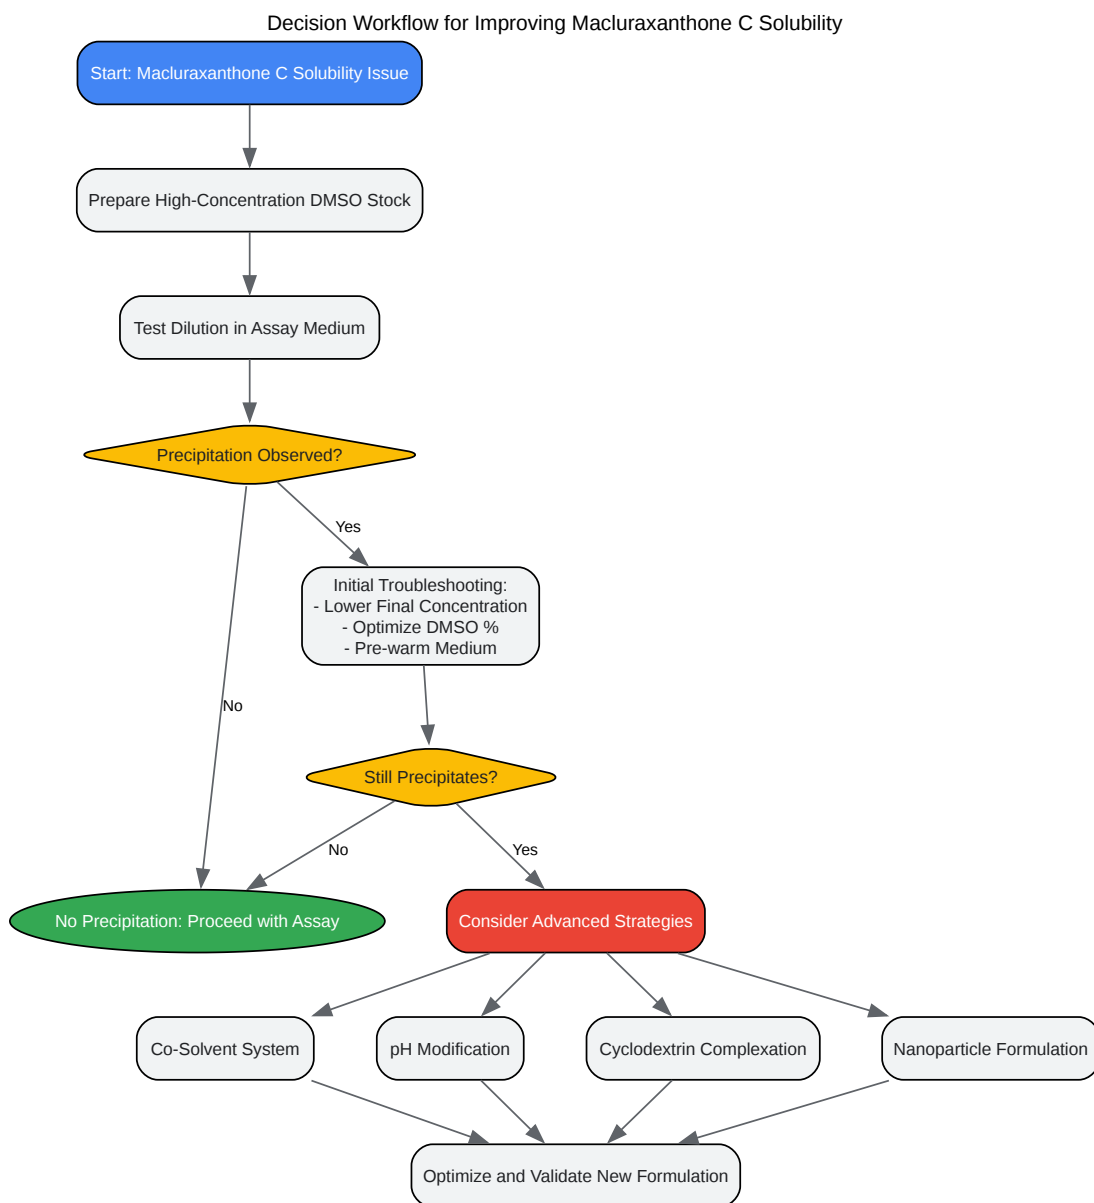 Decision Workflow for Improving Macluraxanthone C Solubility
Start: Macluraxanthone C Solubility Issue
Prepare High-Concentration DMSO Stock
Test Dilution in Assay Medium
Precipitation Observed?
Yes
Initial Troubleshooting:
- Lower Final Concentration
- Optimize DMSO %
- Pre-warm Medium
No
Still Precipitates?
No
Yes
No Precipitation: Proceed with Assay
Consider Advanced Strategies
Co-Solvent System
pH Modification
Cyclodextrin Complexation
Nanoparticle Formulation
Optimize and Validate New Formulation